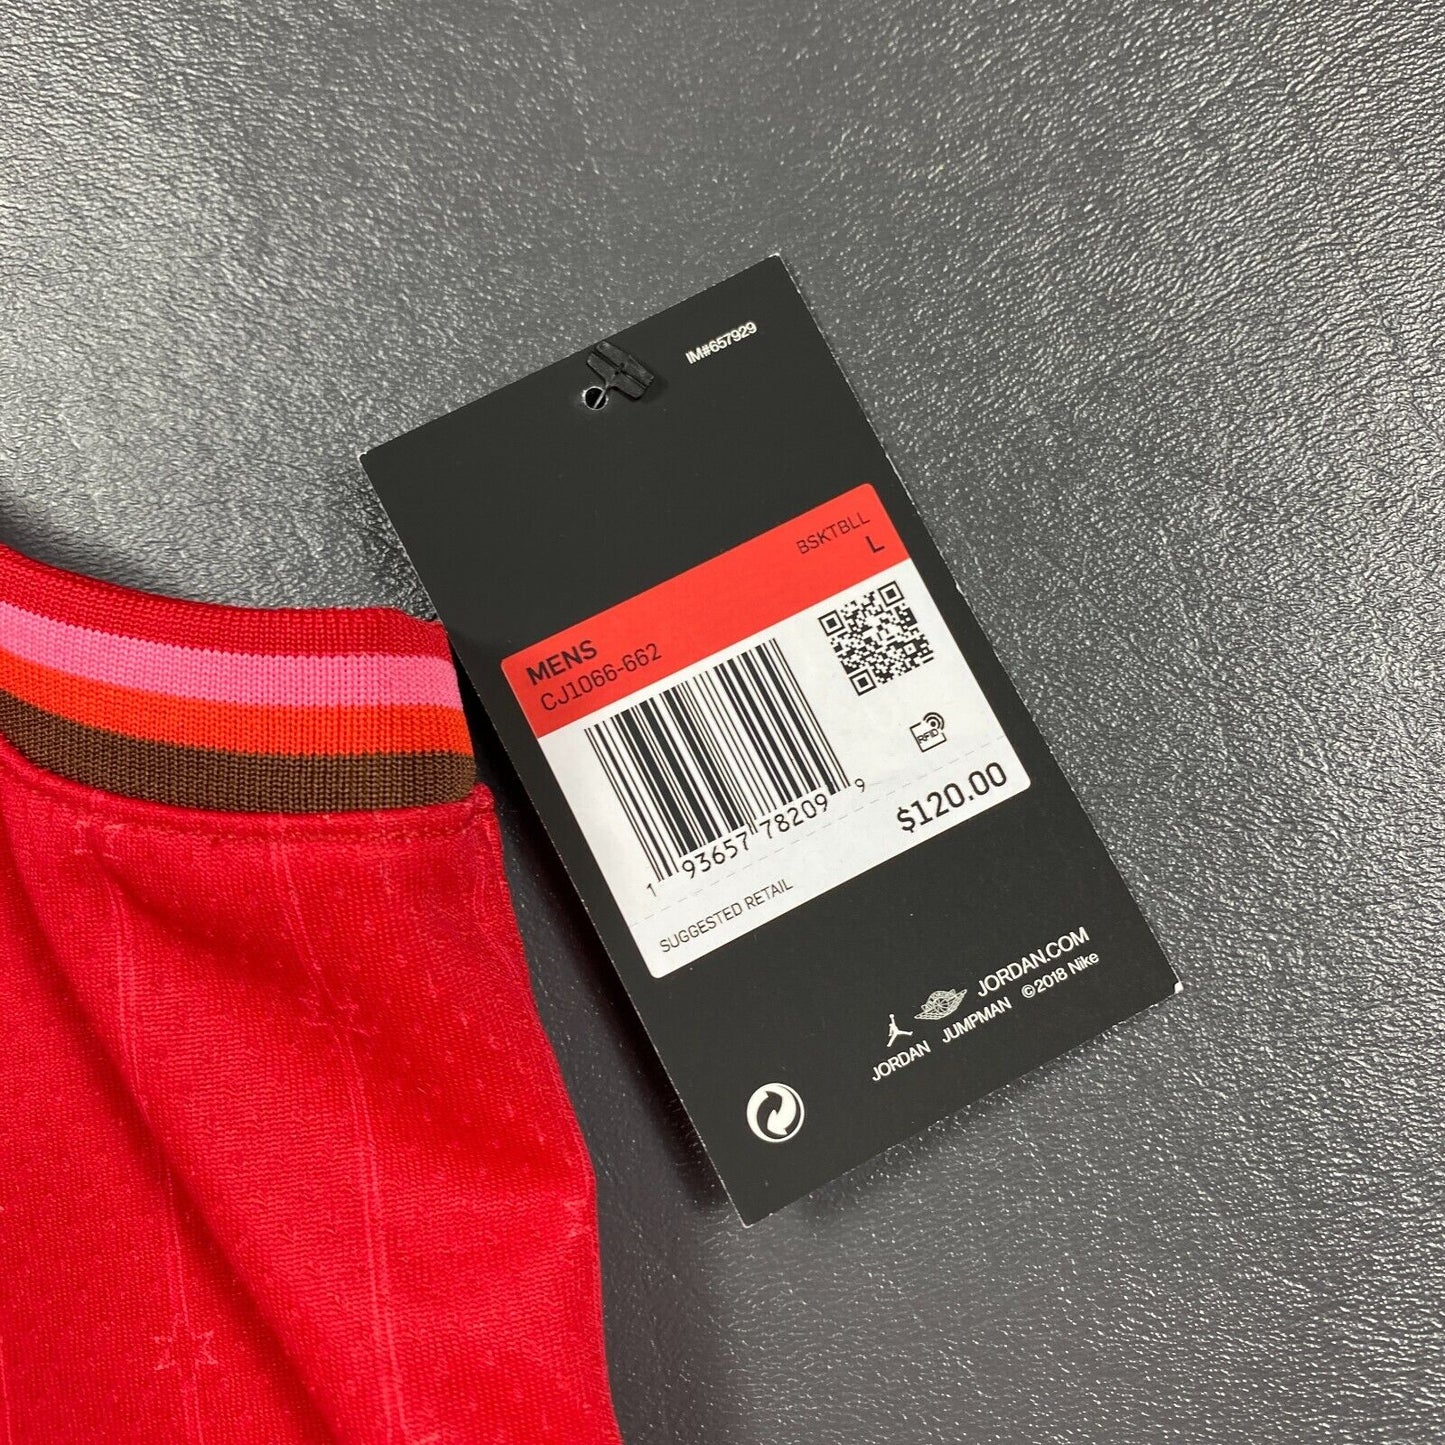 IM#657929
BSKTBLL
L
MENS
CJ1066-662
RFID
1 93657 78209 9
SUGGESTED RETAIL $120.00
JORDAN.COM
JORDAN JUMPMAN ©2018 Nike